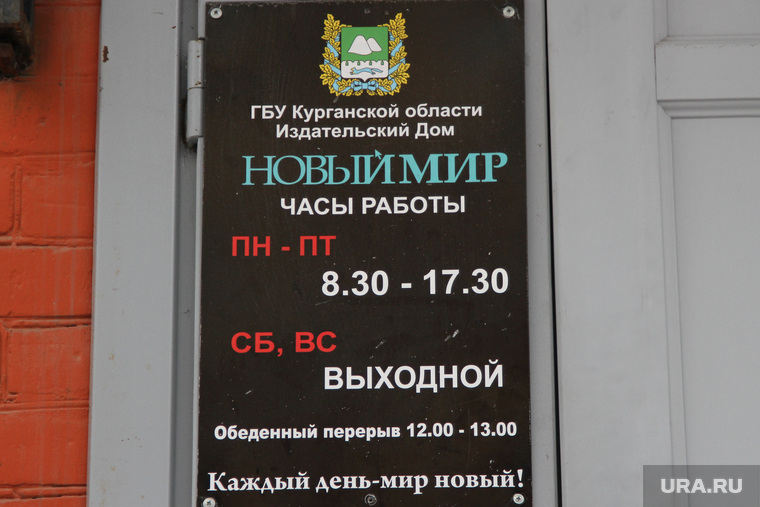 ГБУ Курганской области
Издательский Дом
НОВЫЙ МИР
ЧАСЫ РАБОТЫ
ПН - ПТ
8.30 - 17.30
СБ, ВС
ВЫХОДНОЙ
Обеденный перерыв 12.00 - 13.00
Каждый день-мир новый!
URA.RU